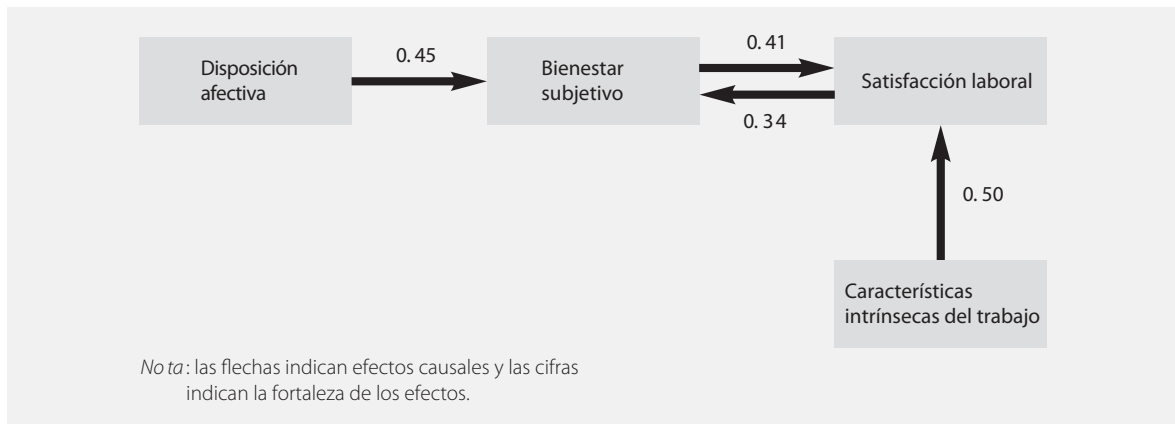 Disposición
afectiva
0. 45
Bienestar
subjetivo
0. 41
0. 34
Satisfacción laboral
0. 50
Características
intrínsecas del trabajo
No ta: las flechas indican efectos causales y las cifras
indican la fortaleza de los efectos.